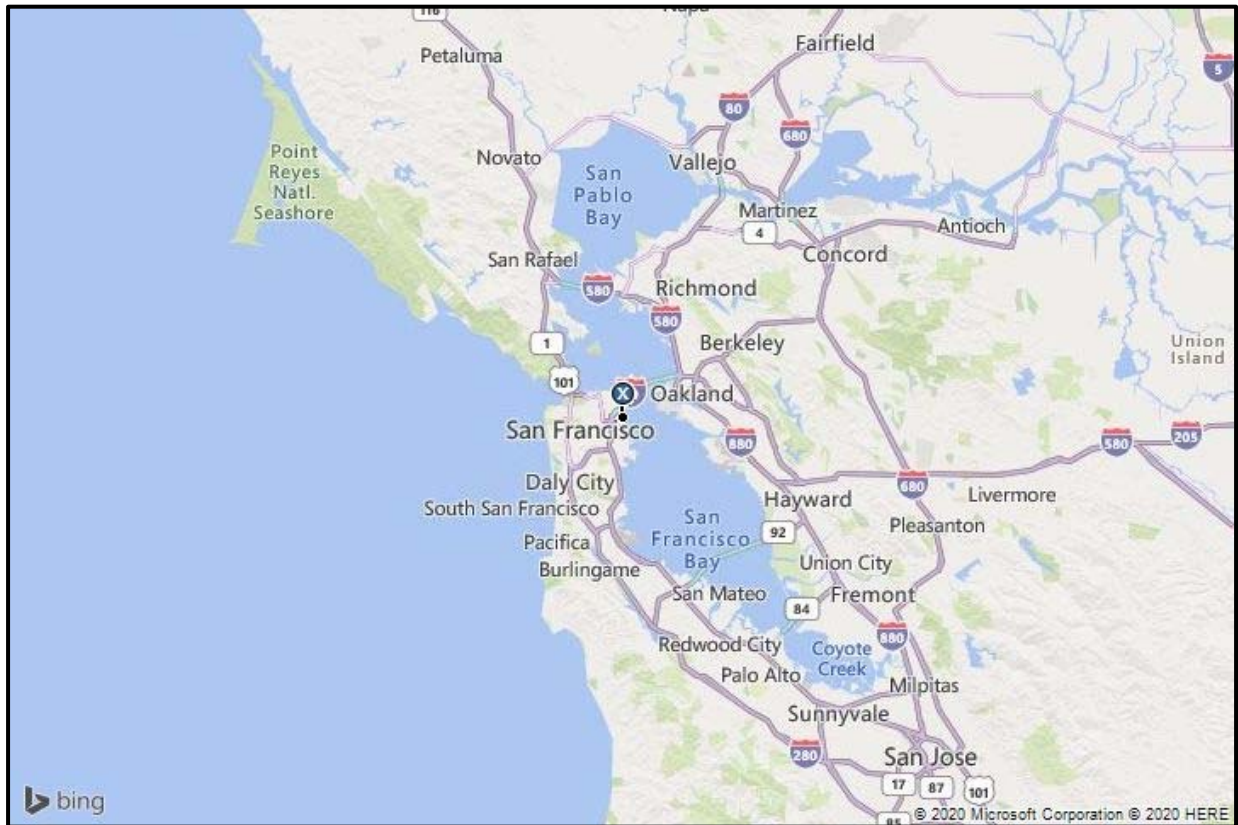 116
Napa
Petaluma
Fairfield
5
80
680
Point
Reyes
Natl.
Seashore
Novato
San
Pablo
Bay
Vallejo
Martinez
4
Antioch
Concord
San Rafael
580
Richmond
580
1
Berkeley
Union
Island
101
X
Oakland
San Francisco
880
580
205
Daly City
680
Livermore
South San Francisco
Hayward
San
Francisco
Bay
92
Pleasanton
Pacifica
Burlingame
Union City
San Mateo
84
Fremont
880
Redwood City
Coyote
Creek
Palo Alto
Milpitas
Sunnyvale
280
San Jose
17
87
101
bing
85
© 2020 Microsoft Corporation © 2020 HERE